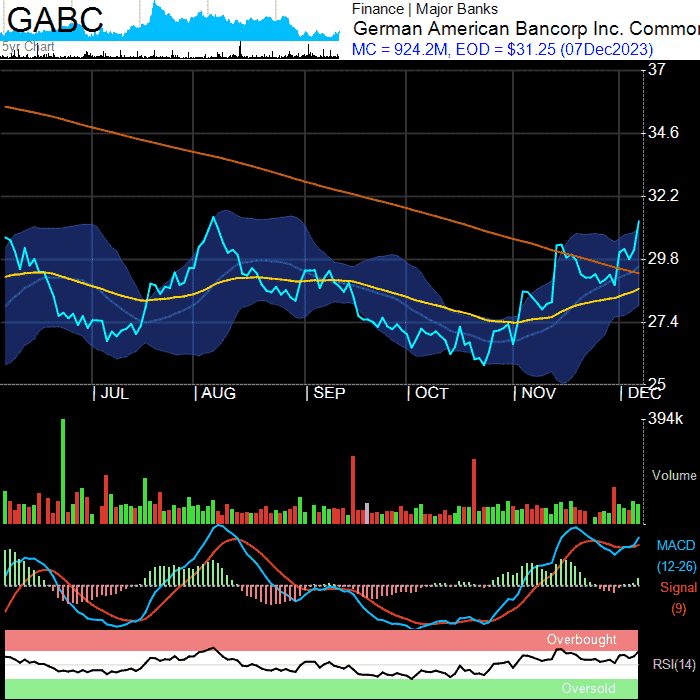 GABC
5yr Chart
Finance | Major Banks
German American Bancorp Inc. Common
MC = 924.2M, EOD = $31.25 (07Dec2023)
37
34.6
32.2
29.8
27.4
25
JUL AUG SEP OCT NOV DEC
394k
Volume
MACD
(12-26)
Signal
(9)
Overbought
RSI(14)
Oversold